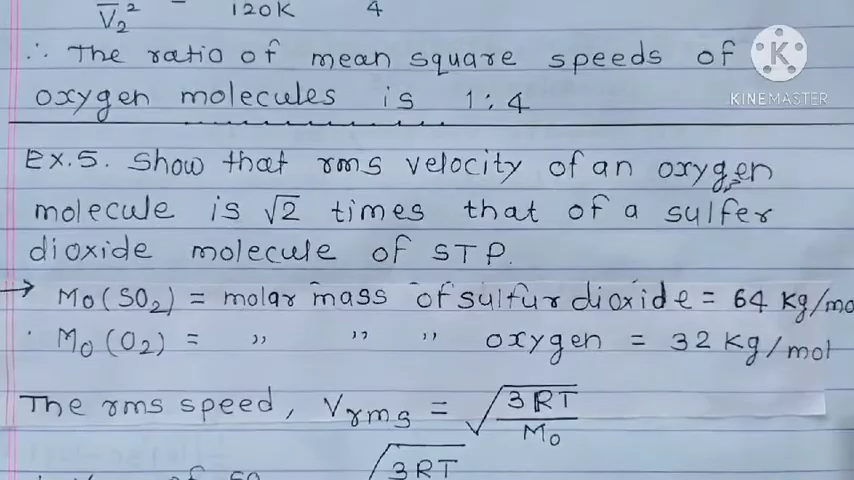 V̄₂² = 120K 4
∴ The ratio of mean square speeds of
oxygen molecules is 1:4
KINEMASTER
Ex.5. Show that rms velocity of an oxygen
molecule is √2 times that of a sulfer
dioxide molecule of STP.
→ M₀(SO₂) = molar mass of sulfur dioxide = 64 kg/mo
M₀(O₂) = ,, ,, ,, oxygen = 32 kg/mol
The rms speed, Vrms = √(3RT/M₀)
√3RT